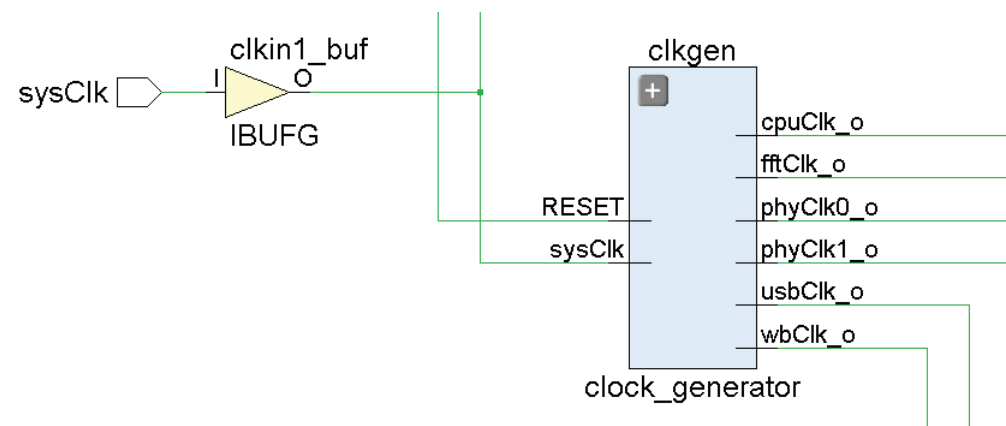 clkin1_buf
I
O
sysClk
IBUFG
clkgen
+
cpuClk_o
fftClk_o
RESET
phyClk0_o
sysClk
phyClk1_o
usbClk_o
wbClk_o
clock_generator